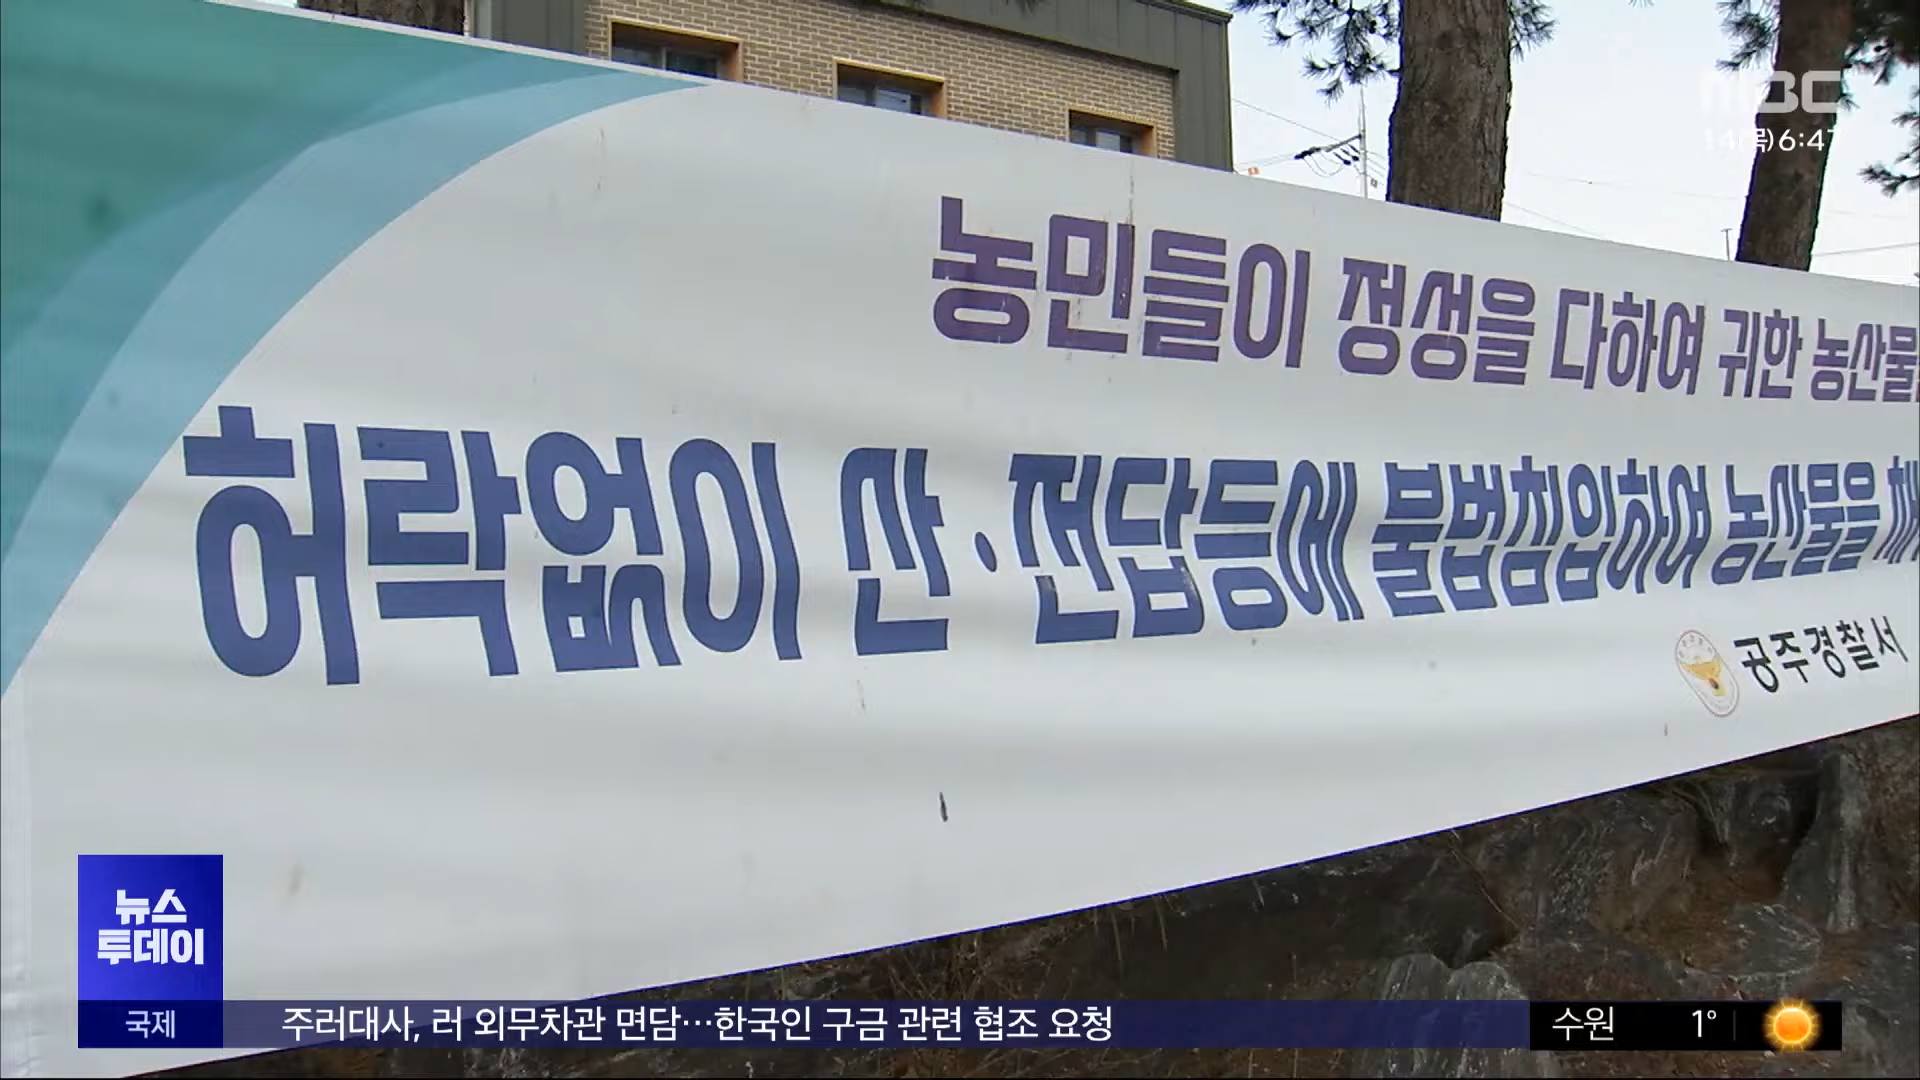 MBC
14(목)6:47
농민들이 정성을 다하여 귀한 농산물
허락없이 산·전답등에 불법침입하여 농산물을 채
공주경찰서
뉴스
투데이
국제 주러대사, 러 외무차관 면담…한국인 구금 관련 협조 요청
수원 1°